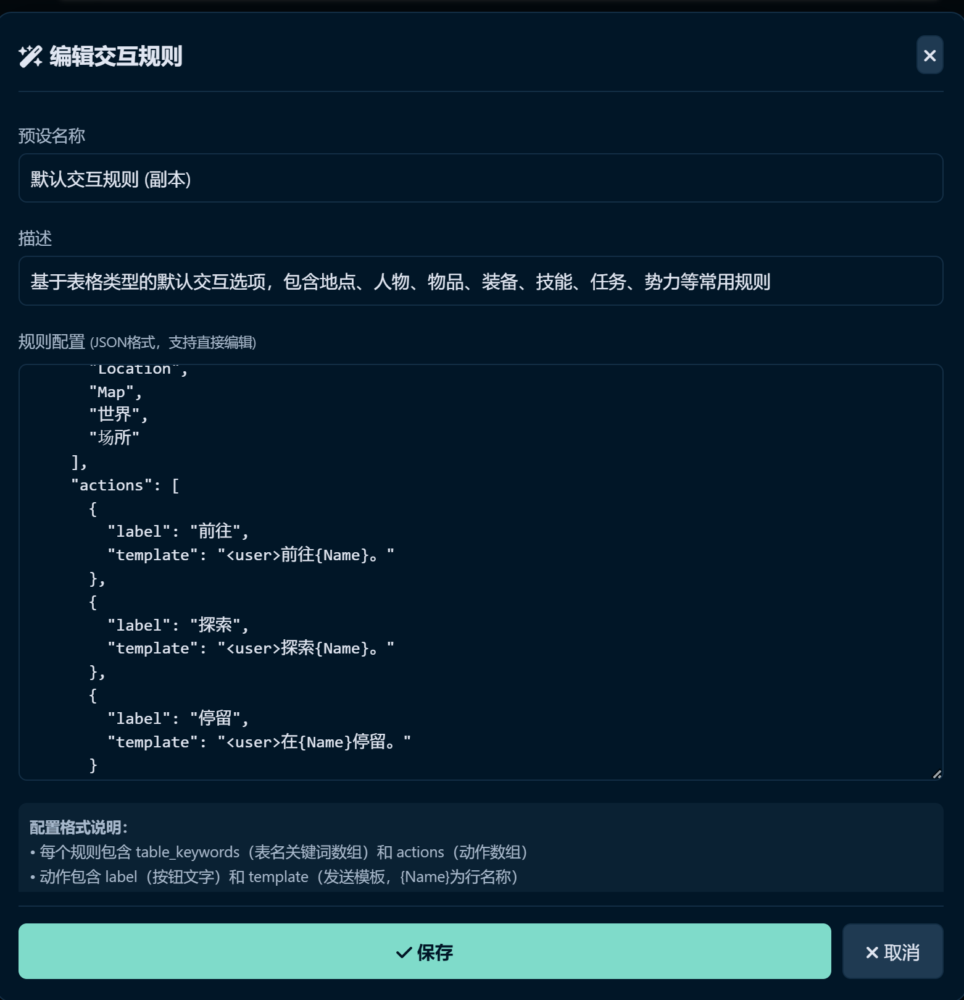 编辑交互规则
预设名称
默认交互规则 (副本)
描述
基于表格类型的默认交互选项，包含地点、人物、物品、装备、技能、任务、势力等常用规则
规则配置 (JSON格式，支持直接编辑)
"Location",
"Map",
"世界",
"场所"
],
"actions": [
{
"label": "前往",
"template": "<user>前往{Name}。"
},
{
"label": "探索",
"template": "<user>探索{Name}。"
},
{
"label": "停留",
"template": "<user>在{Name}停留。"
}
配置格式说明：
• 每个规则包含 table_keywords（表名关键词数组）和 actions（动作数组）
• 动作包含 label（按钮文字）和 template（发送模板，{Name}为行名称）
保存
取消